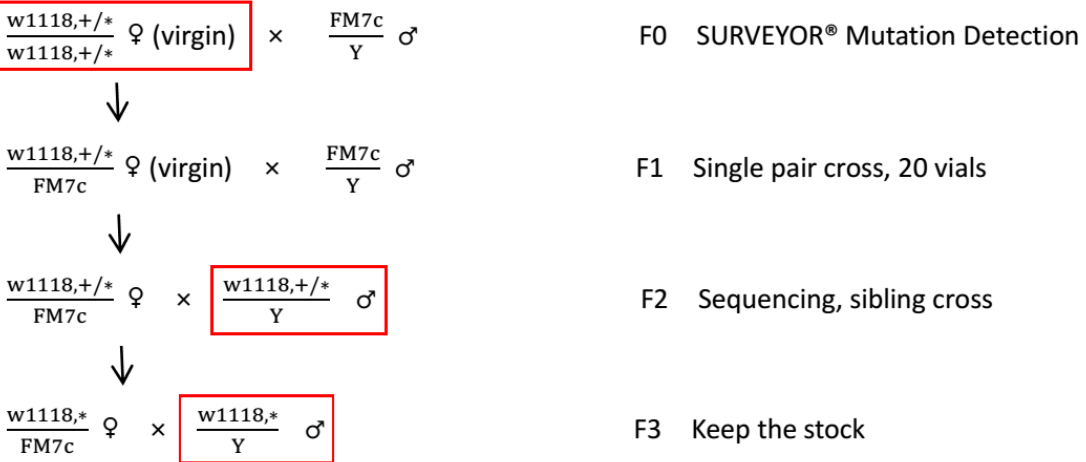 w1118,+/* ♀ (virgin) × FM7c ♂ F0 SURVEYOR® Mutation Detection
w1118,+/* Y
w1118,+/* ♀ (virgin) × FM7c ♂ F1 Single pair cross, 20 vials
FM7c Y
w1118,+/* ♀ × w1118,+/* ♂ F2 Sequencing, sibling cross
FM7c Y
w1118,* ♀ × w1118,* ♂ F3 Keep the stock
FM7c Y